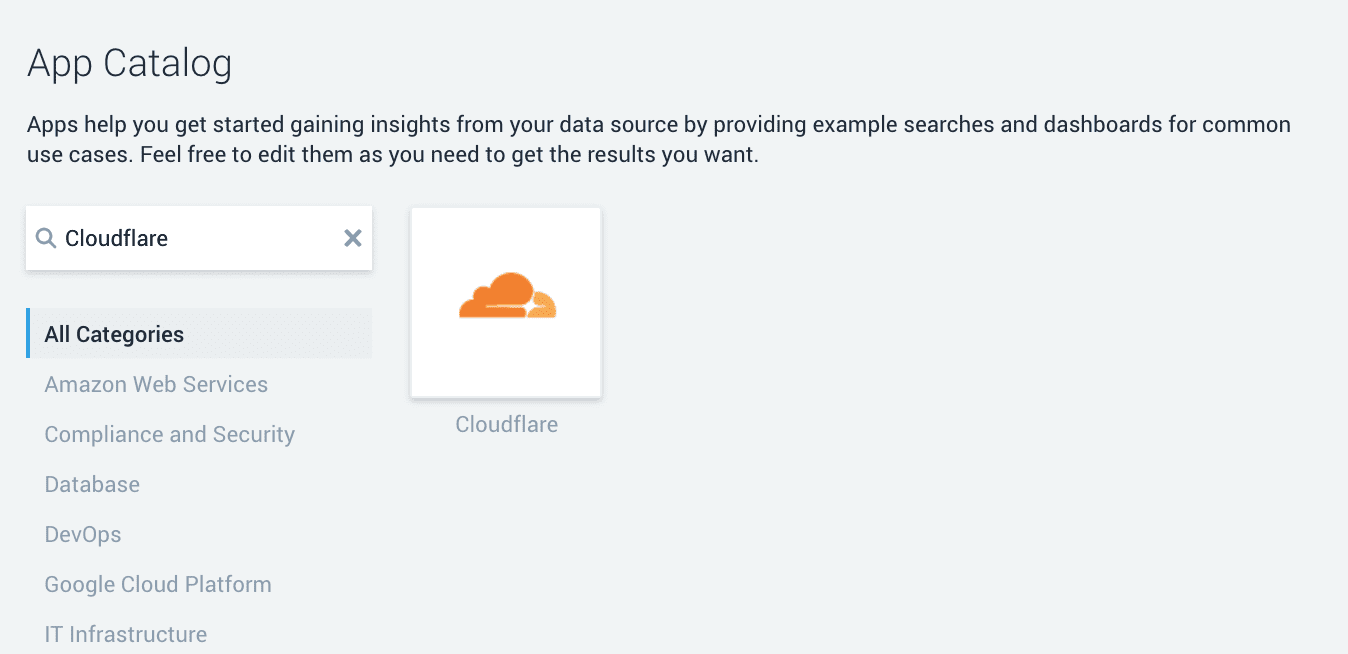 App Catalog
Apps help you get started gaining insights from your data source by providing example searches and dashboards for common
use cases. Feel free to edit them as you need to get the results you want.
Cloudflare
All Categories
Amazon Web Services
Compliance and Security
Database
DevOps
Google Cloud Platform
IT Infrastructure
Cloudflare